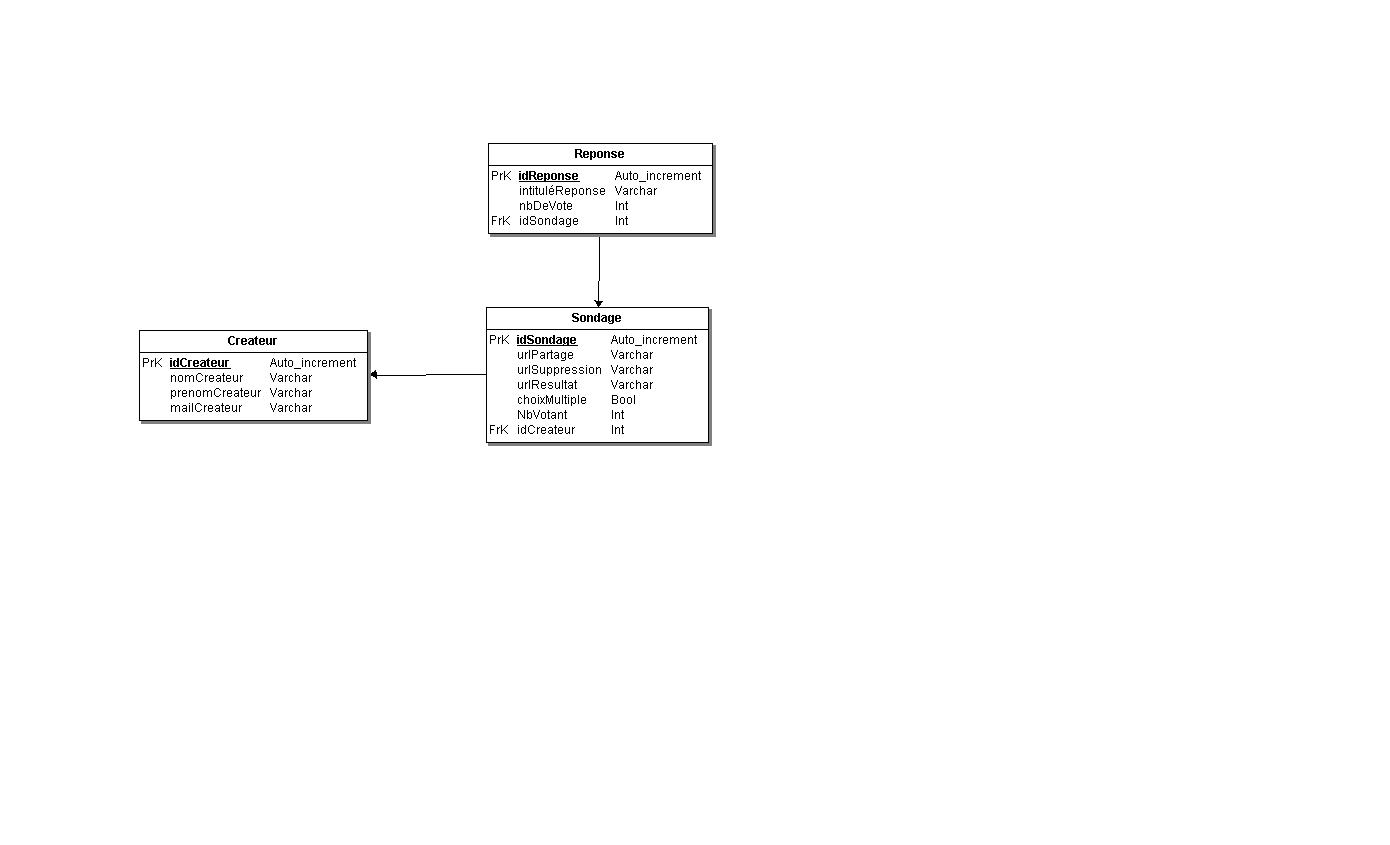 Reponse
PrK idReponse Auto_increment
intituléReponse Varchar
nbDeVote Int
FrK idSondage Int
Sondage
PrK idSondage Auto_increment
urlPartage Varchar
urlSuppression Varchar
urlResultat Varchar
choixMultiple Bool
NbVotant Int
FrK idCreateur Int
Createur
PrK idCreateur Auto_increment
nomCreateur Varchar
prenomCreateur Varchar
mailCreateur Varchar